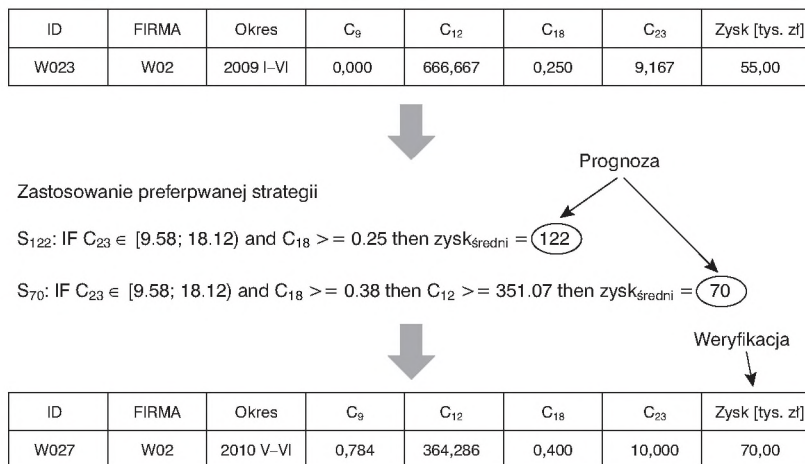 ID FIRMA Okres C₉ C₁₂ C₁₈ C₂₃ Zysk [tys. zł]
W023 W02 2009 I–VI 0,000 666,667 0,250 9,167 55,00
Prognoza
Zastosowanie preferpwanej strategii
S₁₂₂: IF C₂₃ ∈ [9.58; 18.12) and C₁₈ >= 0.25 then zyskśredni = 122
S₇₀: IF C₂₃ ∈ [9.58; 18.12) and C₁₈ >= 0.38 then C₁₂ >= 351.07 then zyskśredni = 70
Weryfikacja
ID FIRMA Okres C₉ C₁₂ C₁₈ C₂₃ Zysk [tys. zł]
W027 W02 2010 V–VI 0,784 364,286 0,400 10,000 70,00